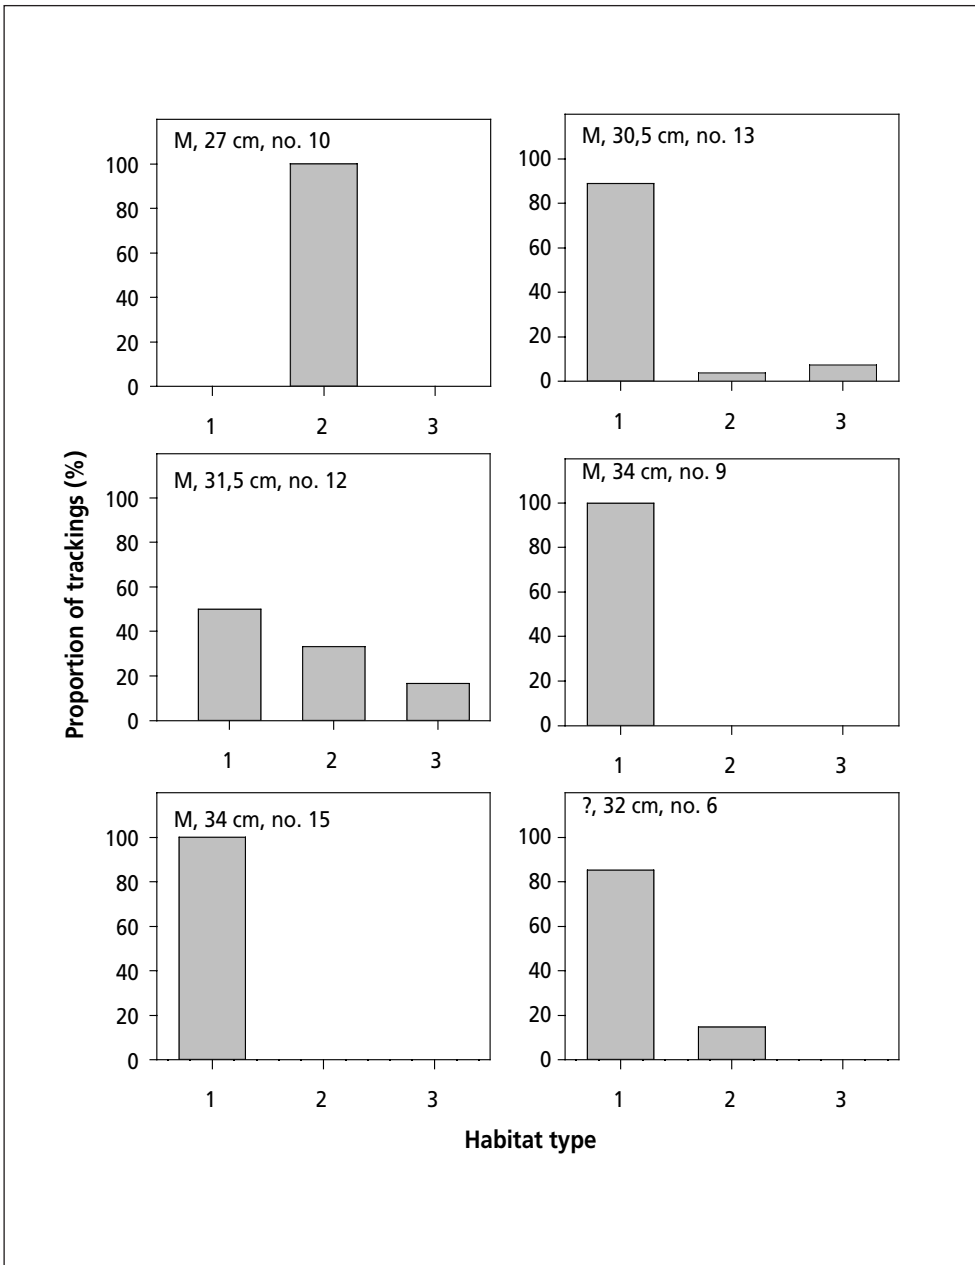 M, 27 cm, no. 10
100
80
60
40
20
0
1 2 3
M, 30,5 cm, no. 13
100
80
60
40
20
0
1 2 3
Proportion of trackings (%)
M, 31,5 cm, no. 12
100
80
60
40
20
0
1 2 3
M, 34 cm, no. 9
100
80
60
40
20
0
1 2 3
M, 34 cm, no. 15
100
80
60
40
20
0
1 2 3
?, 32 cm, no. 6
100
80
60
40
20
0
1 2 3
Habitat type